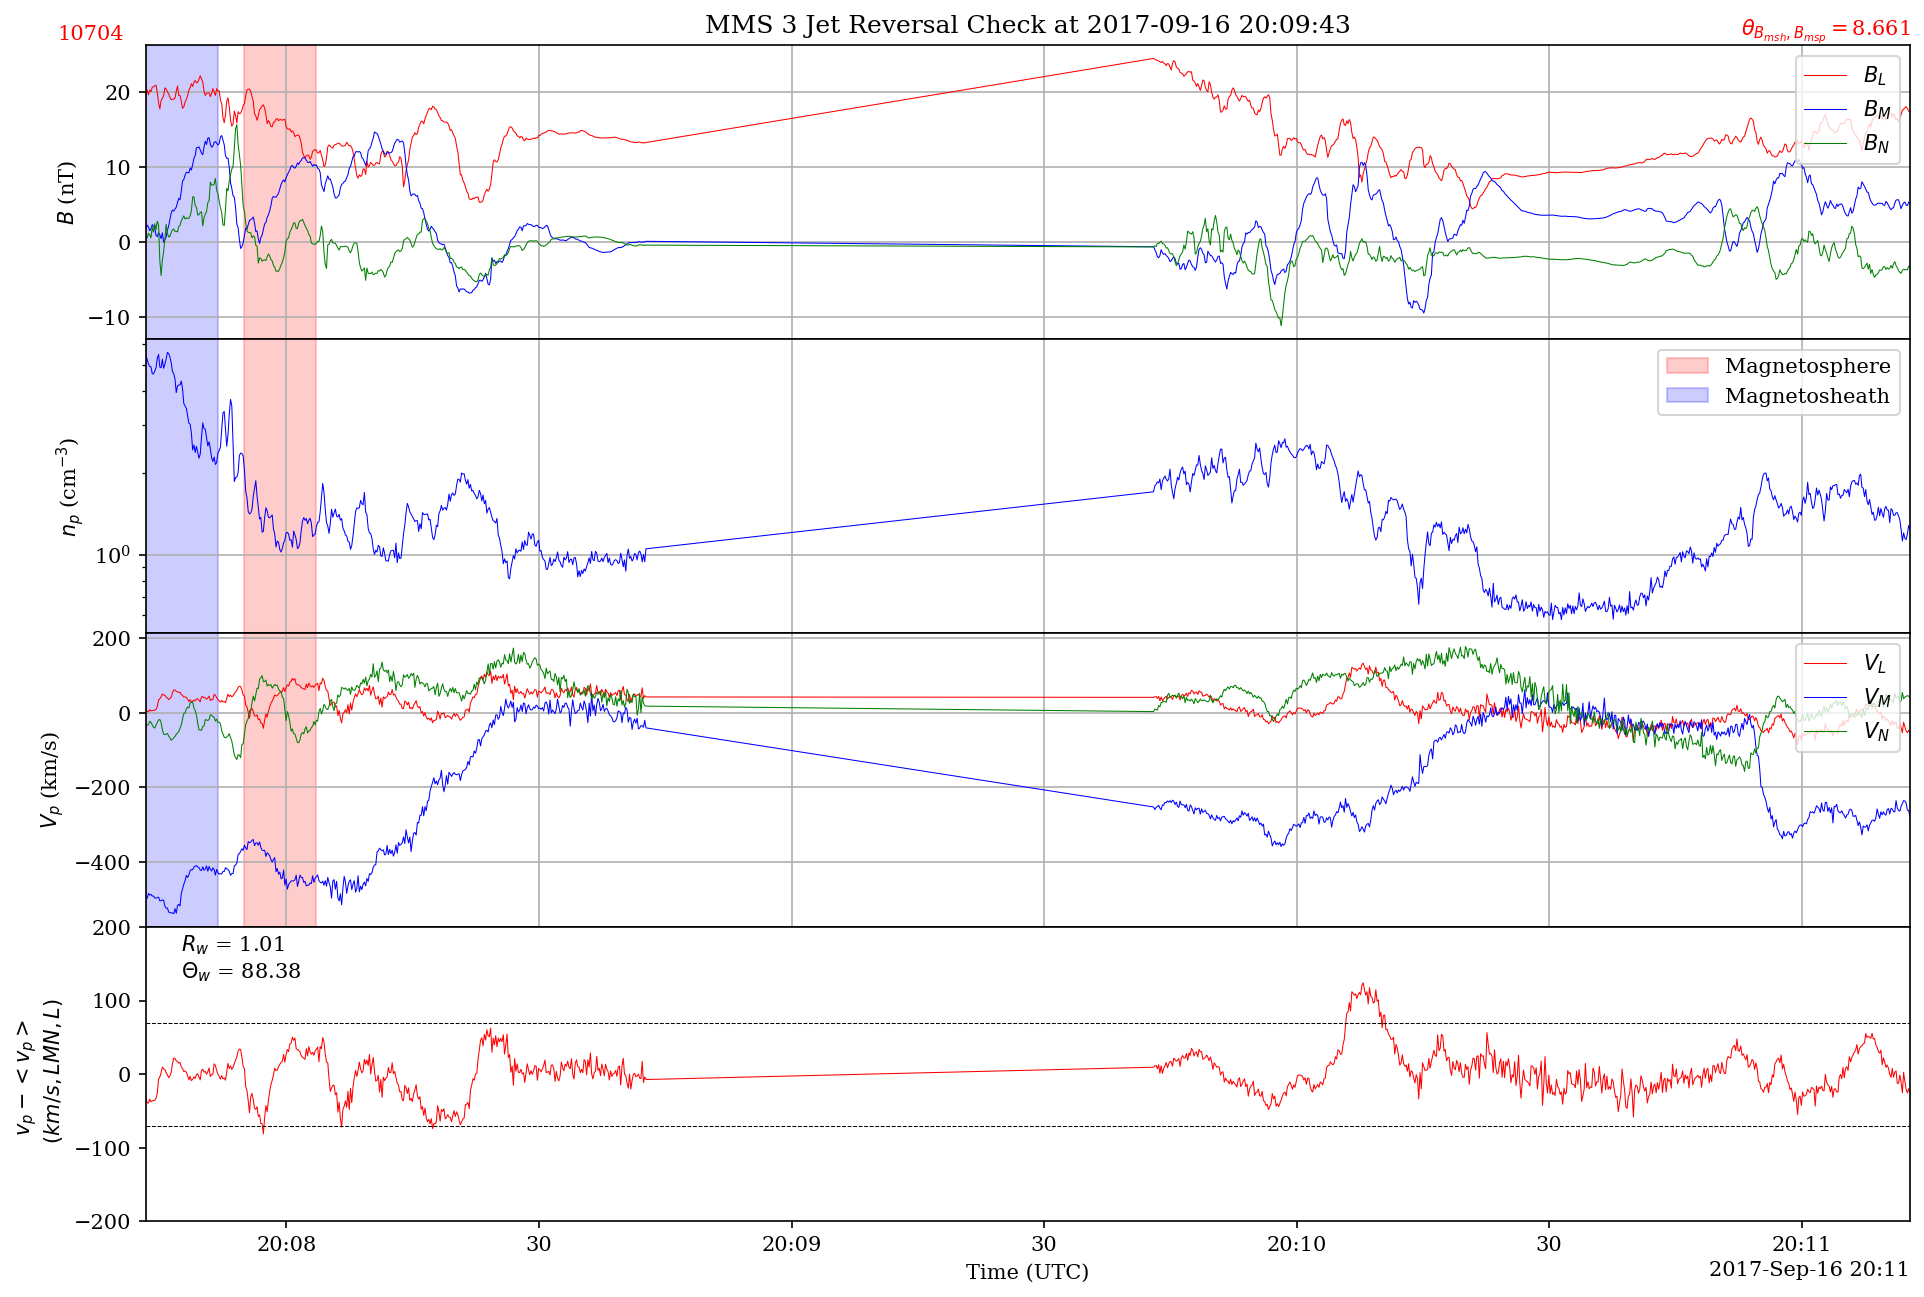 10704
MMS 3 Jet Reversal Check at 2017-09-16 20:09:43
θ_{B_{msh}, B_{msp}} = 8.661
B (nT)
20
10
0
−10
B_L
B_M
B_N
n_p (cm^{−3})
10^0
Magnetosphere
Magnetosheath
V_p (km/s)
200
0
−200
−400
V_L
V_M
V_N
v_p − <v_p>
(km/s, LMN, L)
200
100
0
−100
−200
R_w = 1.01
Θ_w = 88.38
20:08 30 20:09 30 20:10 30 20:11
Time (UTC)
2017-Sep-16 20:11